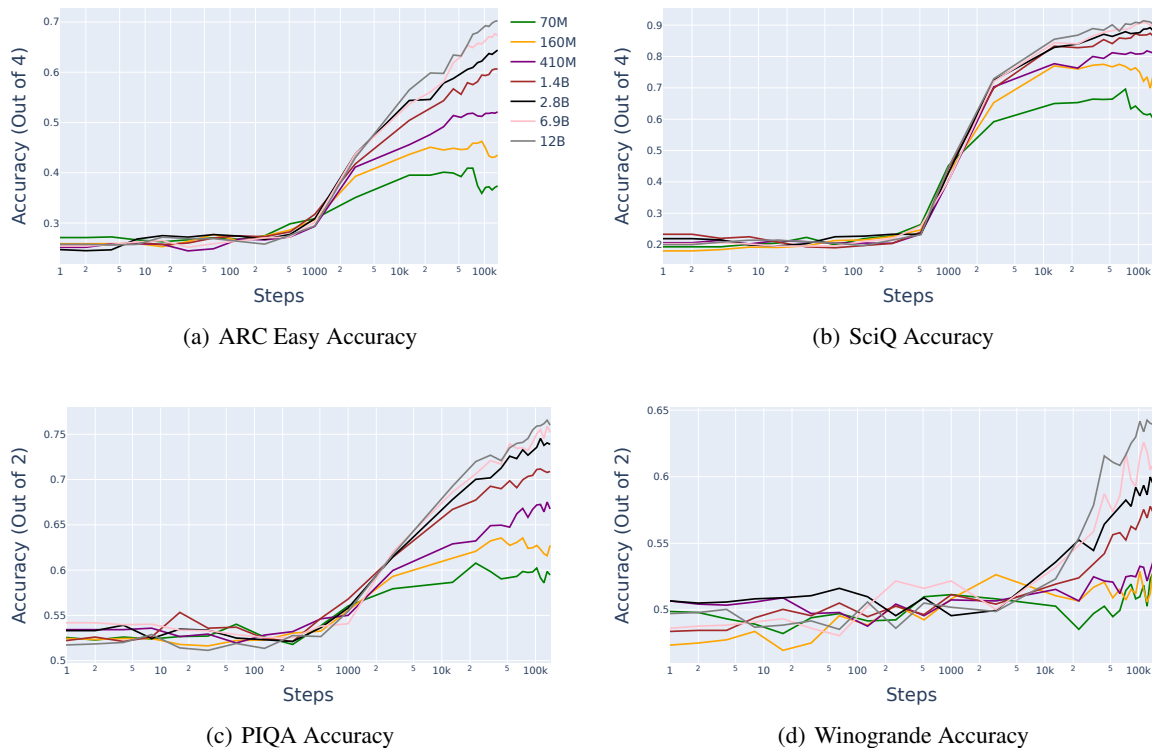 0.7
0.6
0.5
0.4
0.3
Accuracy (Out of 4)
1 2 5 10 2 5 100 2 5 1000 2 5 10k 2 5 100k
Steps
70M
160M
410M
1.4B
2.8B
6.9B
12B
(a) ARC Easy Accuracy
0.9
0.8
0.7
0.6
0.5
0.4
0.3
0.2
Accuracy (Out of 4)
1 2 5 10 2 5 100 2 5 1000 2 5 10k 2 5 100k
Steps
(b) SciQ Accuracy
0.75
0.7
0.65
0.6
0.55
0.5
Accuracy (Out of 2)
1 2 5 10 2 5 100 2 5 1000 2 5 10k 2 5 100k
Steps
(c) PIQA Accuracy
0.65
0.6
0.55
0.5
Accuracy (Out of 2)
1 2 5 10 2 5 100 2 5 1000 2 5 10k 2 5 100k
Steps
(d) Winogrande Accuracy